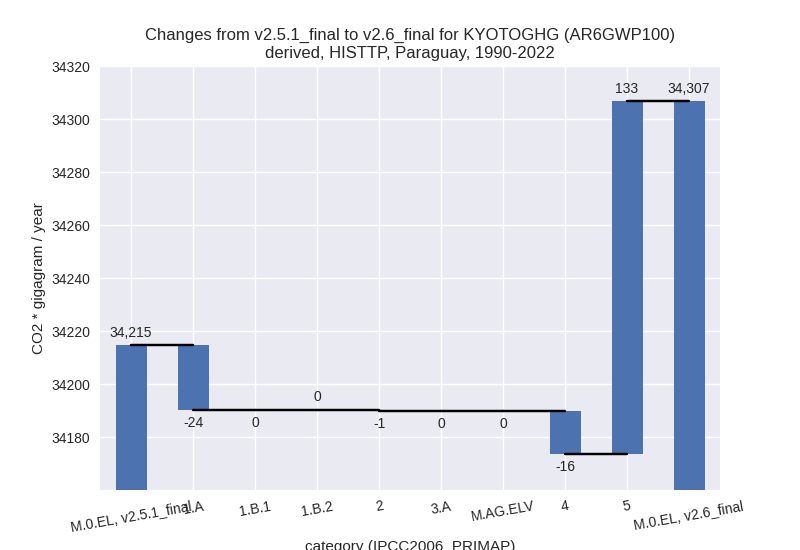 Changes from v2.5.1_final to v2.6_final for KYOTOGHG (AR6GWP100)
derived, HISTTP, Paraguay, 1990-2022
34320
34300
34280
34260
34240
34220
34200
34180
CO2 * gigagram / year
34,215
-24
0
0
-1
0
0
-16
133
34,307
M.0.EL, v2.5.1_final
1.A
1.B.1
1.B.2
2
3.A
M.AG.ELV
4
5
M.0.EL, v2.6_final
category (IPCC2006_PRIMAP)